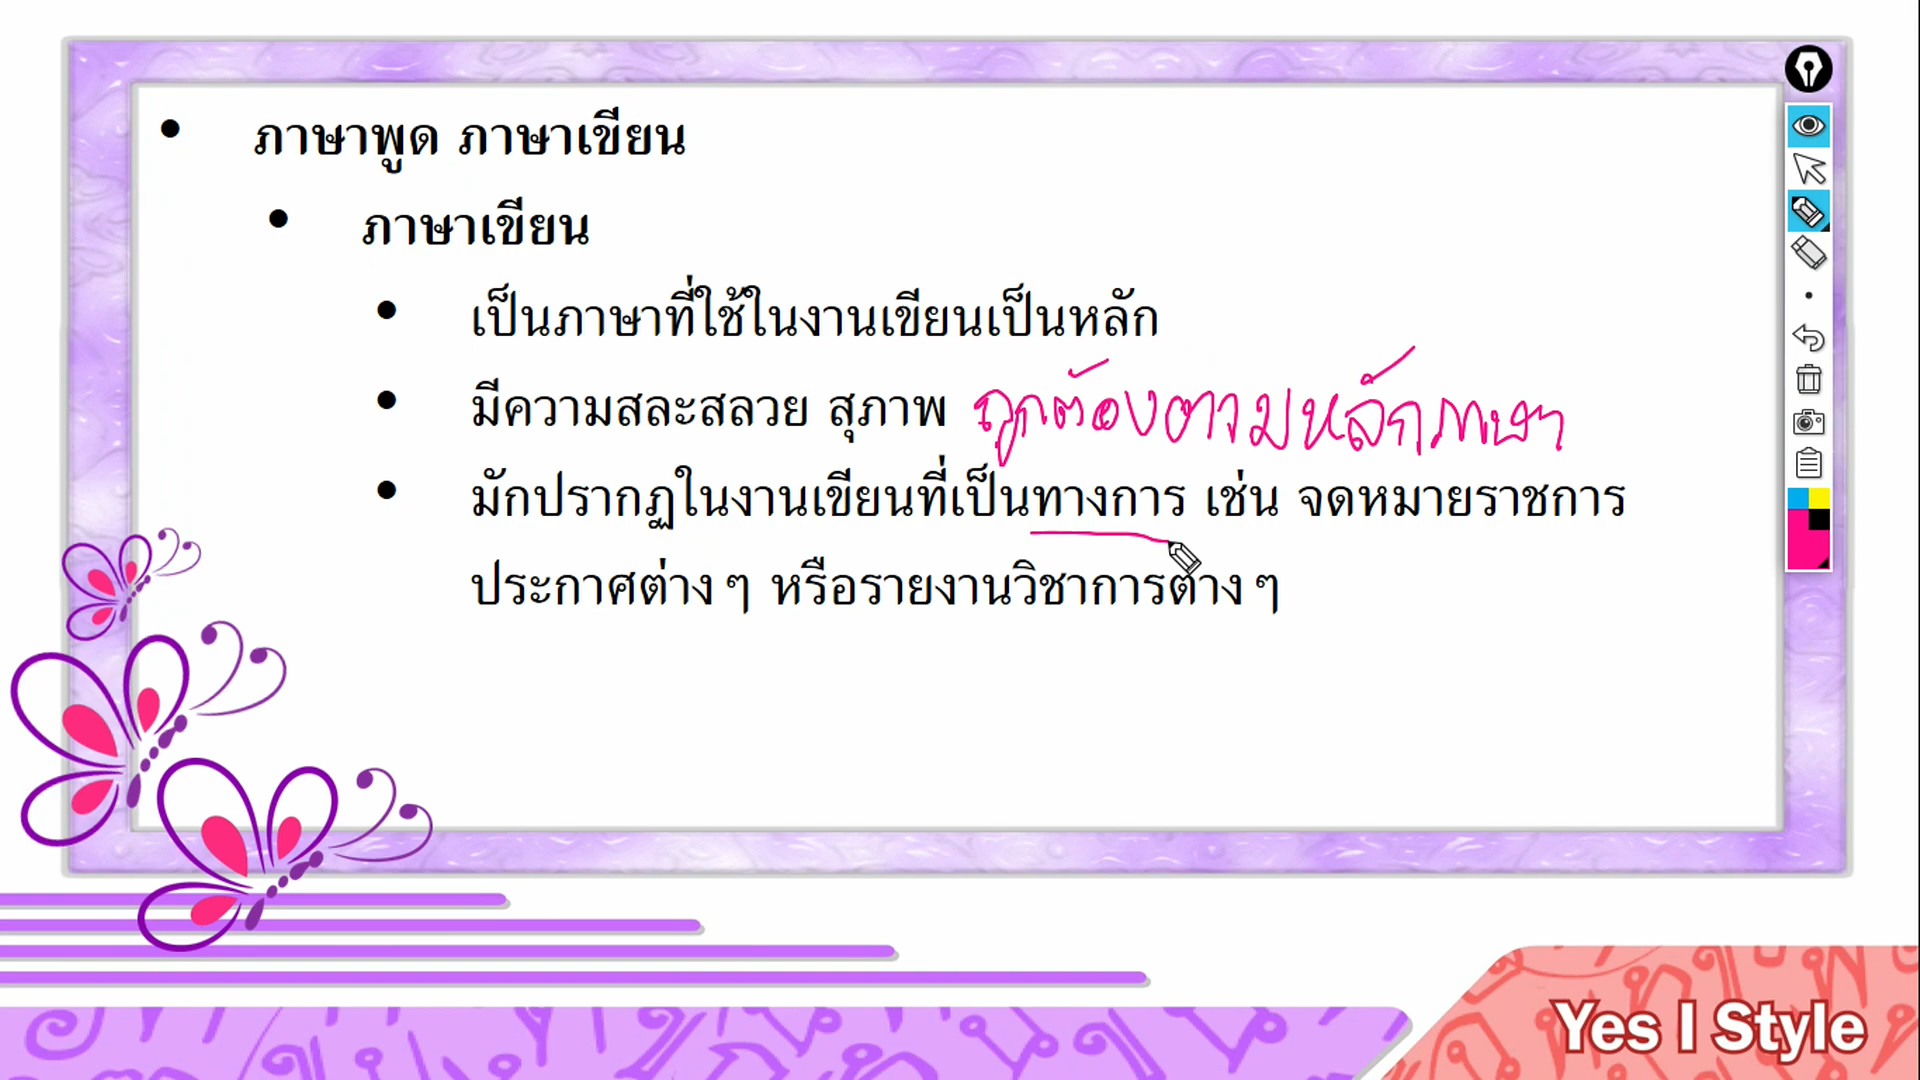 ภาษาพูด ภาษาเขียน
ภาษาเขียน
เป็นภาษาที่ใช้ในงานเขียนเป็นหลัก
มีความสละสลวย สุภาพ ถูกต้องตามหลักภาษา
มักปรากฏในงานเขียนที่เป็นทางการ เช่น จดหมายราชการ
ประกาศต่าง ๆ หรือรายงานวิชาการต่าง ๆ
Yes I Style